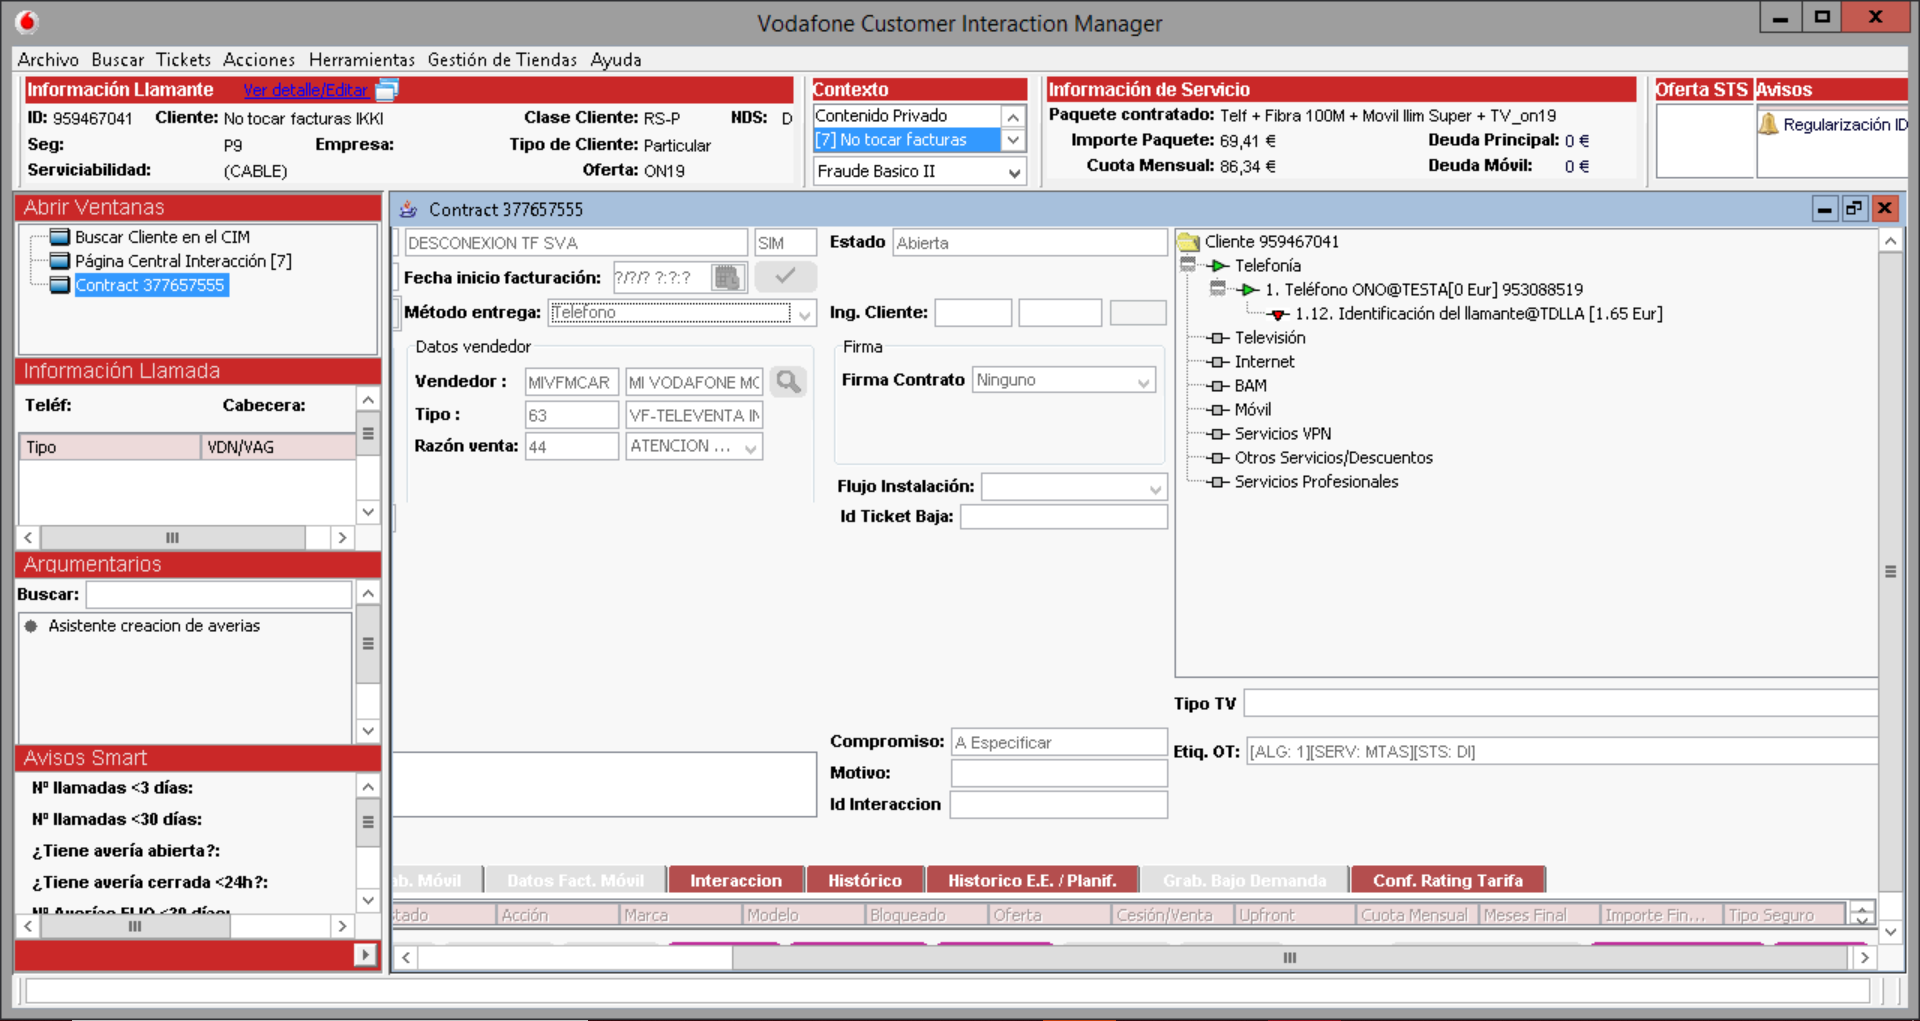 Vodafone Customer Interaction Manager
Archivo Buscar Tickets Acciones Herramientas Gestión de Tiendas Ayuda
Información Llamante Ver detalle/Editar
ID: 959467041 Cliente: No tocar facturas IKKI Clase Cliente: RS-P NDS: D
Seg: P9 Empresa: Tipo de Cliente: Particular
Serviciabilidad: (CABLE) Oferta: ON19
Contexto
Contenido Privado
[7] No tocar facturas
Fraude Basico II
Información de Servicio
Paquete contratado: Telf + Fibra 100M + Movil Ilim Super + TV_on19
Importe Paquete: 69,41 € Deuda Principal: 0 €
Cuota Mensual: 86,34 € Deuda Móvil: 0 €
Oferta STS Avisos
Regularización ID
Abrir Ventanas
Buscar Cliente en el CIM
Página Central Interacción [7]
Contract 377657555
Información Llamada
Teléf: Cabecera:
Tipo VDN/VAG
Argumentarios
Buscar:
Asistente creacion de averias
Avisos Smart
Nº llamadas <3 días:
Nº llamadas <30 días:
¿Tiene avería abierta?:
¿Tiene avería cerrada <24h?:
Contract 377657555
DESCONEXION TF SVA SIM Estado Abierta
Fecha inicio facturación: ?/?/? ?:?:?
Método entrega: Telefono Ing. Cliente:
Datos vendedor
Vendedor : MIVFMCAR MI VODAFONE MC
Tipo : 63 VF-TELEVENTA IN
Razón venta: 44 ATENCION ...
Firma
Firma Contrato Ninguno
Flujo Instalación:
Id Ticket Baja:
Cliente 959467041
Telefonía
1. Teléfono ONO@TESTA[0 Eur] 953088519
1.12. Identificación del llamante@TDLLA [1.65 Eur]
Televisión
Internet
BAM
Móvil
Servicios VPN
Otros Servicios/Descuentos
Servicios Profesionales
Tipo TV
Compromiso: A Especificar
Etiq. OT: [ALG: 1][SERV: MTAS][STS: DI]
Motivo:
Id Interaccion
ab. Móvil Datos Fact. Móvil Interaccion Histórico Historico E.E. / Planif. Grab. Bajo Demanda Conf. Rating Tarifa
stado Acción Marca Modelo Bloqueado Oferta Cesión/Venta Upfront Cuota Mensual Meses Final Importe Fin... Tipo Seguro